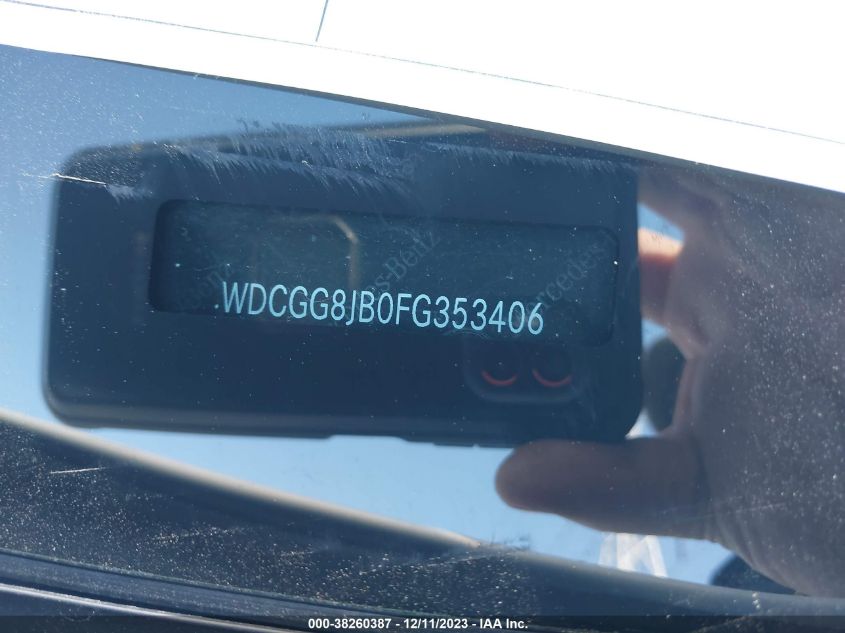 WDCGG8JB0FG353406
000-38260387 - 12/11/2023 - IAA Inc.